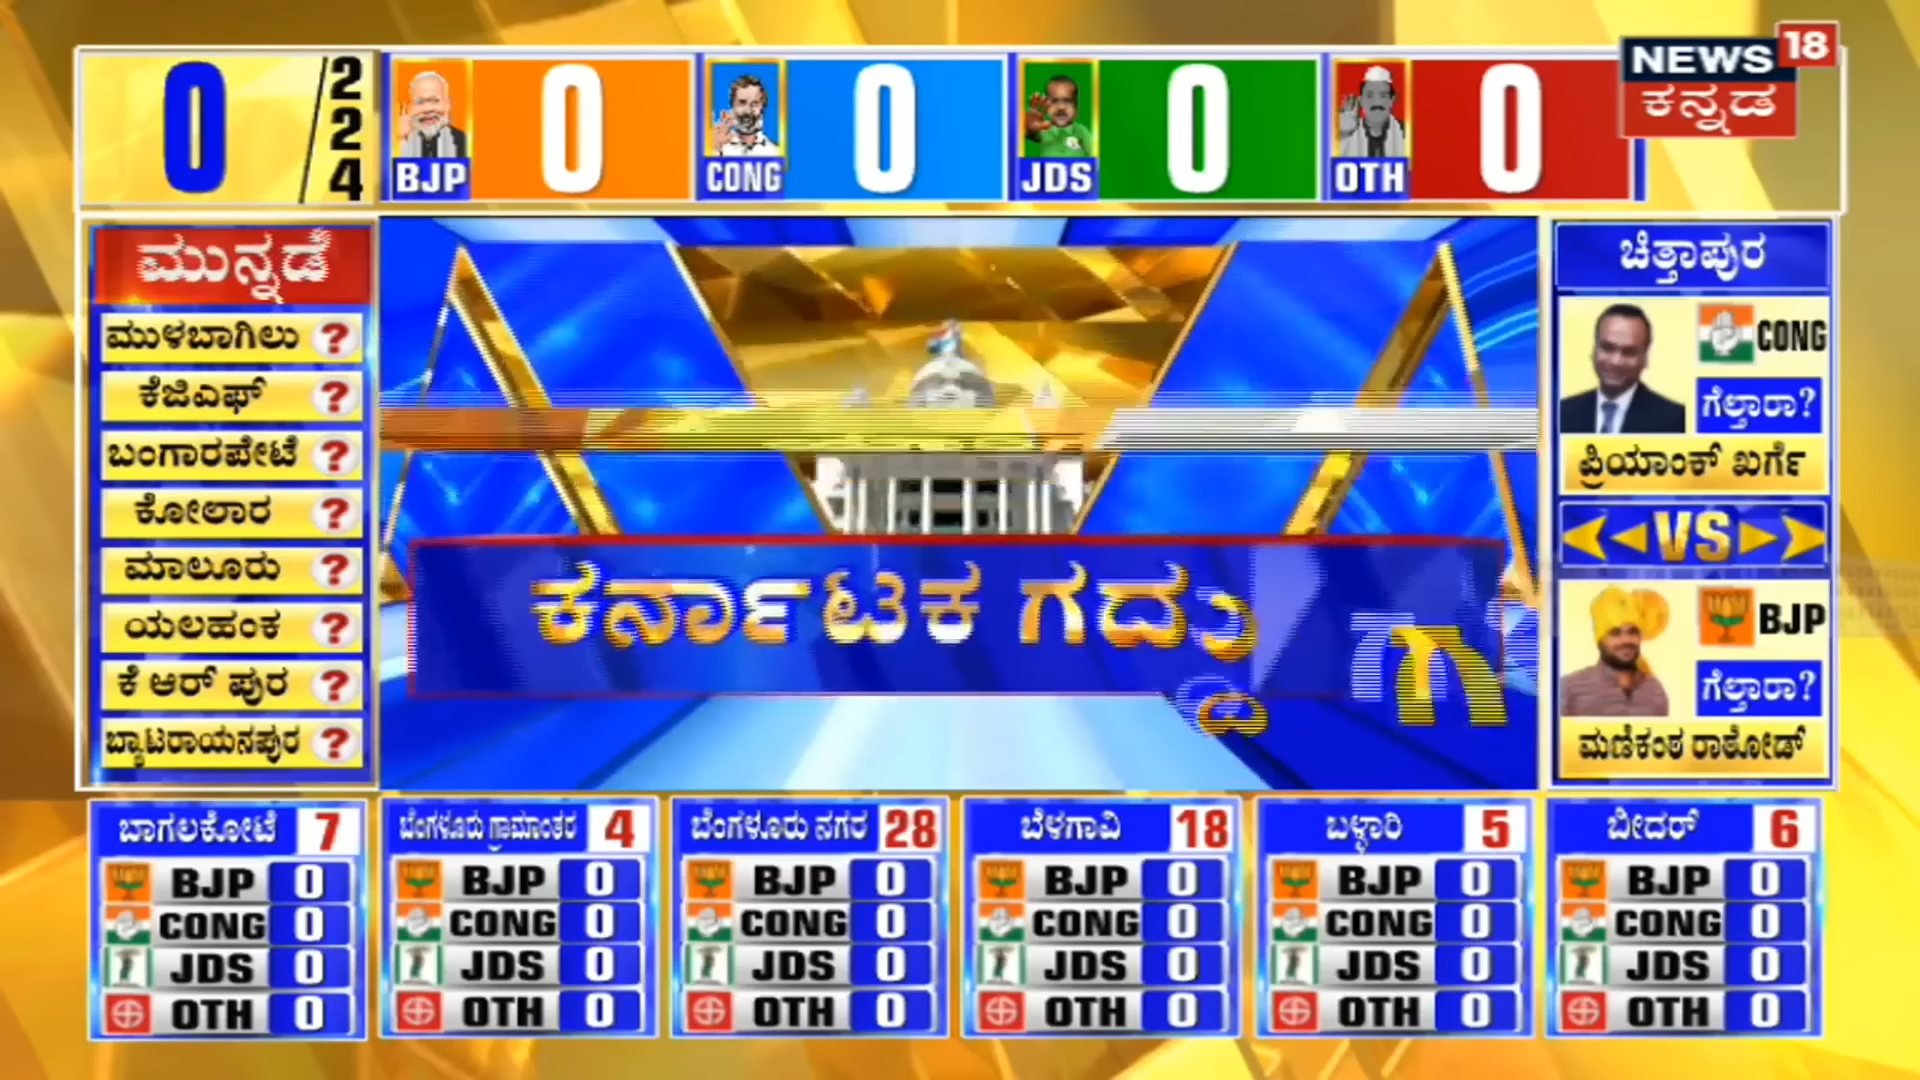 0/224
BJP 0
CONG 0
JDS 0
OTH 0
NEWS 18
ಕನ್ನಡ
ಮುನ್ನಡೆ
ಮುಳಬಾಗಿಲು ?
ಕೆಜಿಎಫ್ ?
ಬಂಗಾರಪೇಟೆ ?
ಕೋಲಾರ ?
ಮಾಲೂರು ?
ಯಲಹಂಕ ?
ಕೆ ಆರ್ ಪುರ ?
ಬ್ಯಾಟರಾಯನಪುರ ?
ಕರ್ನಾಟಕ ಗದ್ದು
ಚಿತ್ತಾಪುರ
CONG
ಗೆಲ್ತಾರಾ?
ಪ್ರಿಯಾಂಕ್ ಖರ್ಗೆ
VS
BJP
ಗೆಲ್ತಾರಾ?
ಮಣಿಕಂಠ ರಾಠೋಡ್
ಬಾಗಲಕೋಟೆ 7
BJP 0
CONG 0
JDS 0
OTH 0
ಬೆಂಗಳೂರು ಗ್ರಾಮಾಂತರ 4
BJP 0
CONG 0
JDS 0
OTH 0
ಬೆಂಗಳೂರು ನಗರ 28
BJP 0
CONG 0
JDS 0
OTH 0
ಬೆಳಗಾವಿ 18
BJP 0
CONG 0
JDS 0
OTH 0
ಬಳ್ಳಾರಿ 5
BJP 0
CONG 0
JDS 0
OTH 0
ಬೀದರ್ 6
BJP 0
CONG 0
JDS 0
OTH 0